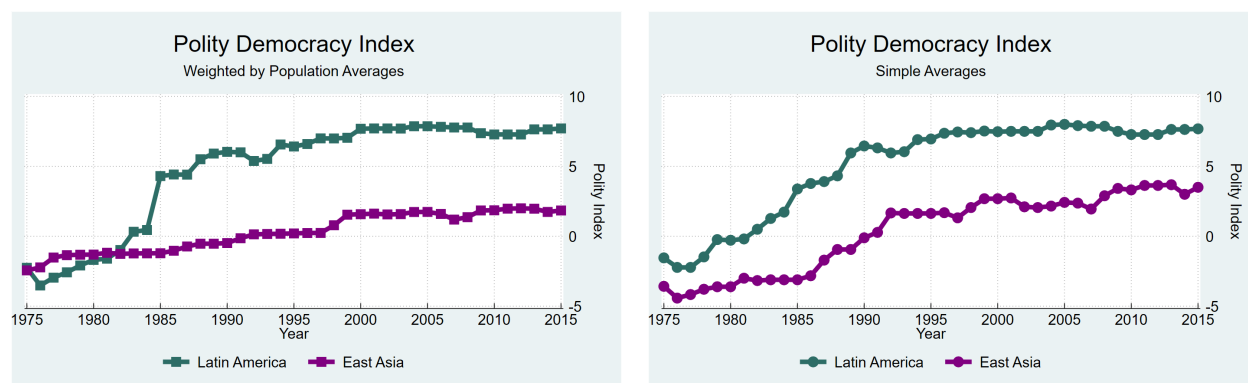 Polity Democracy Index
Weighted by Population Averages
10
5
0
-5
Polity Index
1975 1980 1985 1990 1995 2000 2005 2010 2015
Year
Latin America East Asia
Polity Democracy Index
Simple Averages
10
5
0
-5
Polity Index
1975 1980 1985 1990 1995 2000 2005 2010 2015
Year
Latin America East Asia